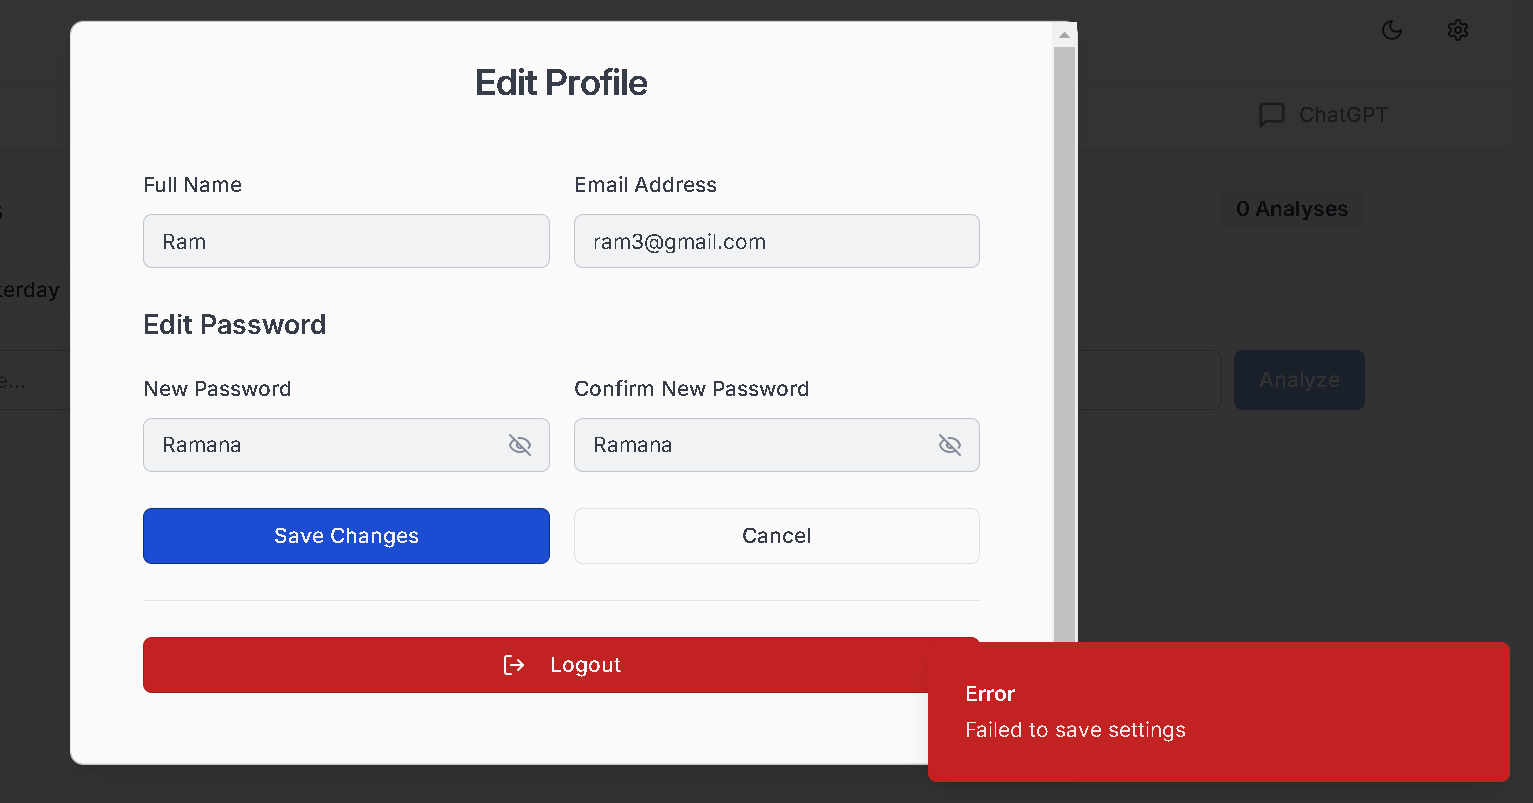 Edit Profile
ChatGPT
Full Name
Email Address
0 Analyses
Ram
ram3@gmail.com
Edit Password
New Password
Confirm New Password
Analyze
Ramana
Ramana
Save Changes
Cancel
Logout
Error
Failed to save settings